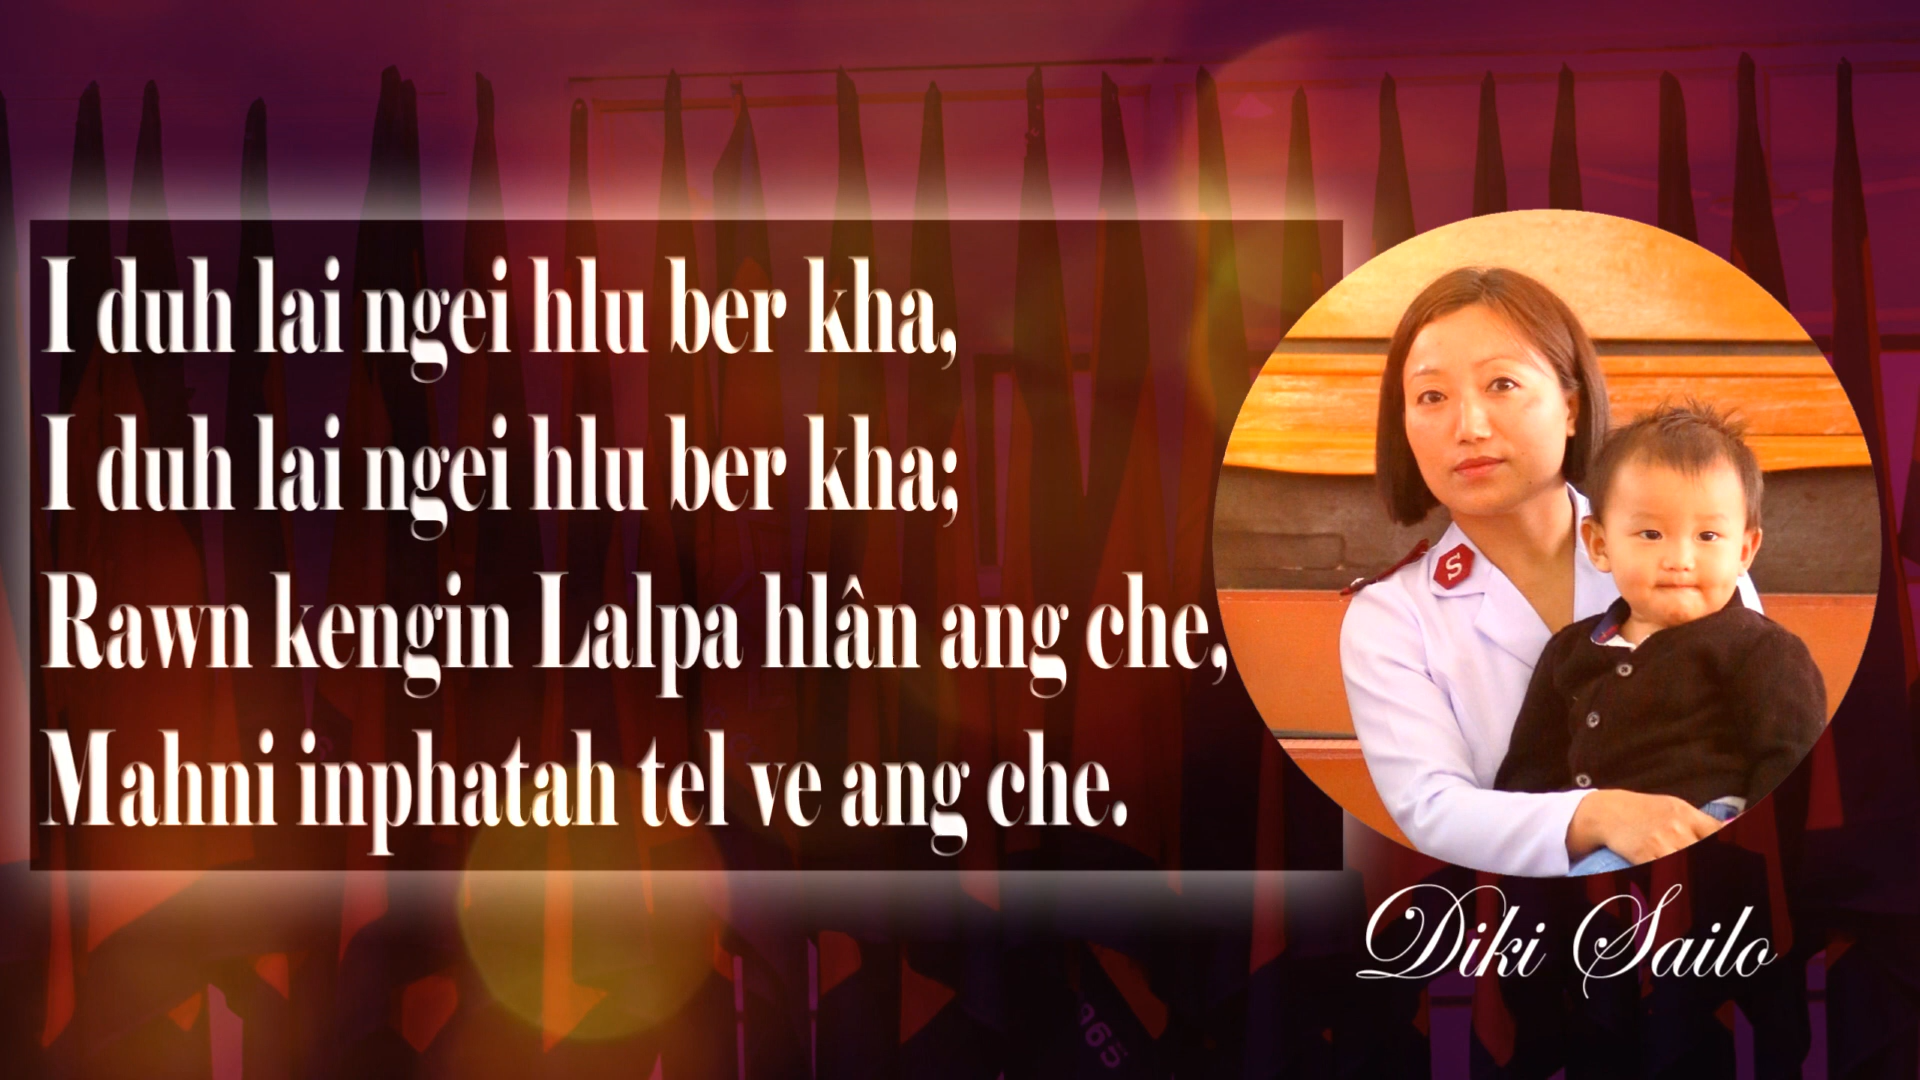 I duh lai ngei hlu ber kha,
I duh lai ngei hlu ber kha;
Rawn kengin Lalpa hlân ang che,
Mahni inphatah tel ve ang che.
S
Diki Sailo
965